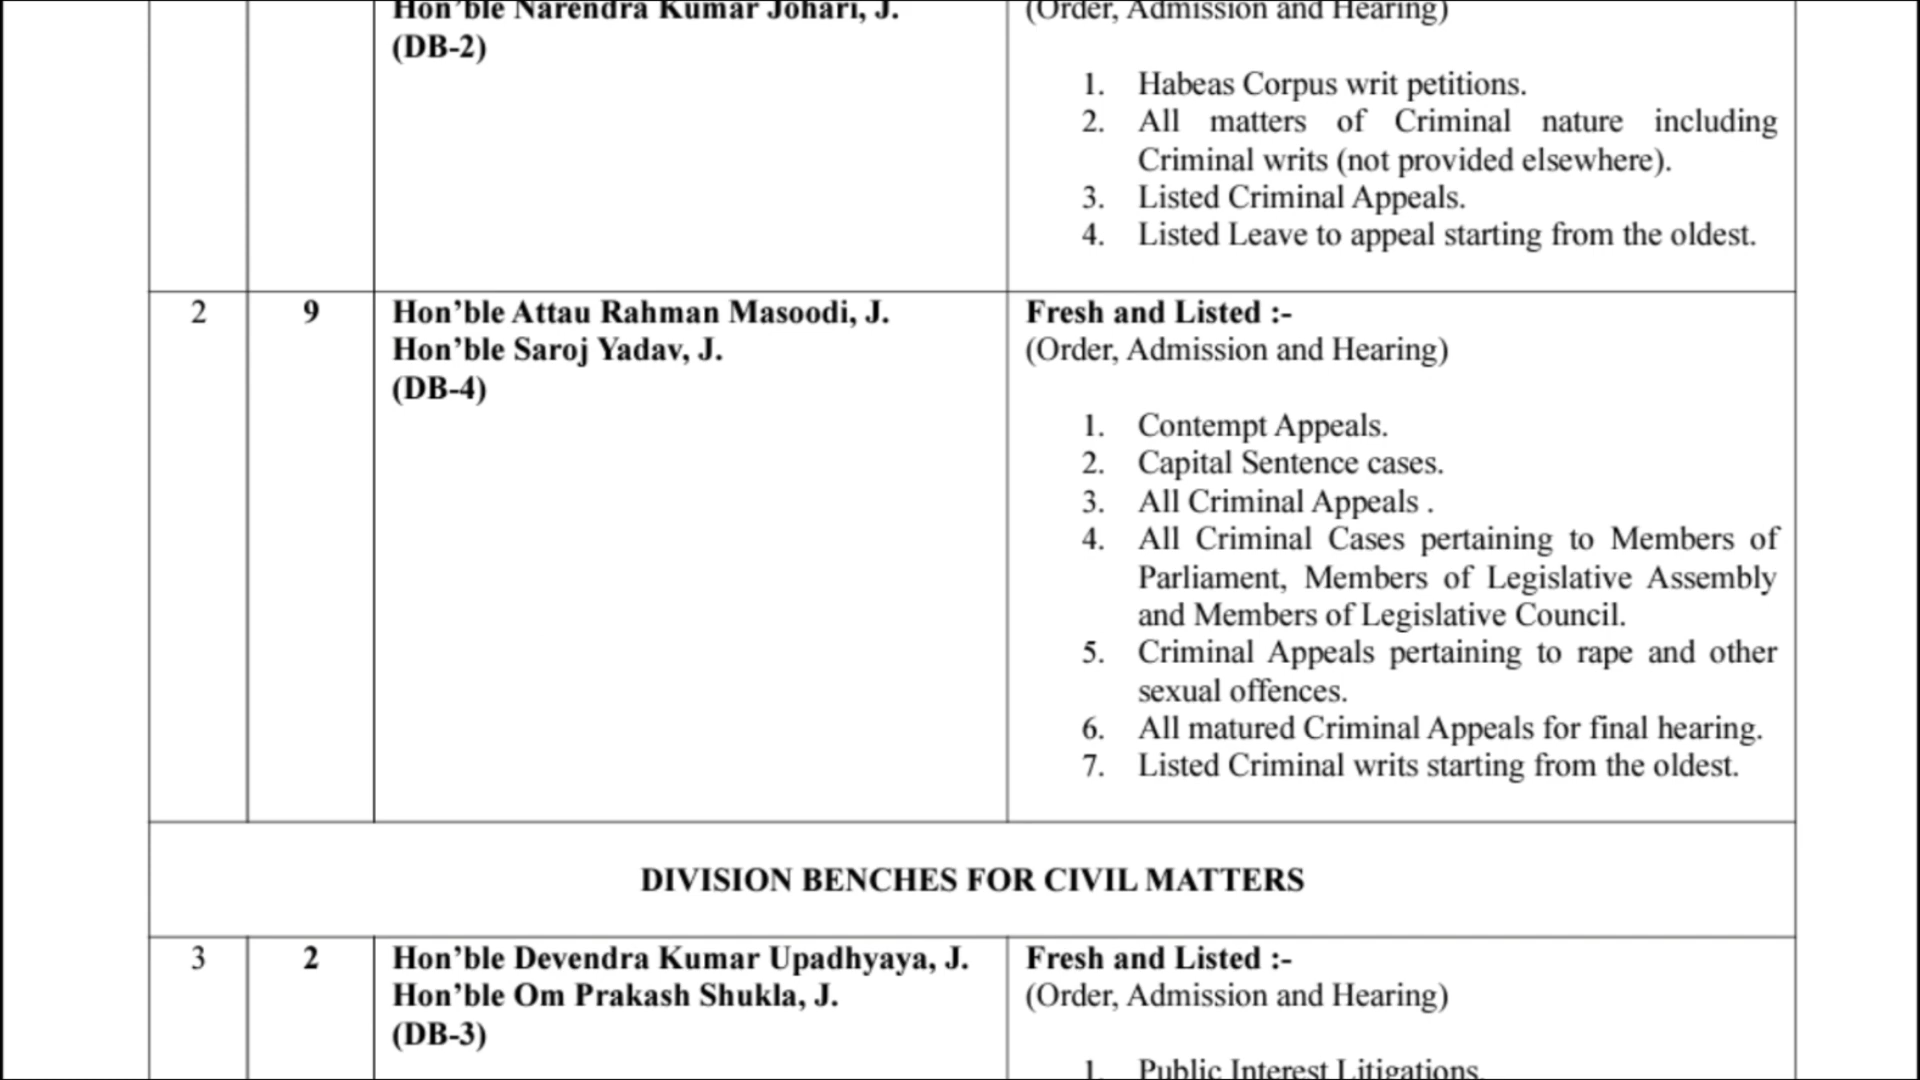 Hon’ble Narendra Kumar Johari, J.
(DB-2)
(Order, Admission and Hearing)
1. Habeas Corpus writ petitions.
2. All matters of Criminal nature including
Criminal writs (not provided elsewhere).
3. Listed Criminal Appeals.
4. Listed Leave to appeal starting from the oldest.
2
9
Hon’ble Attau Rahman Masoodi, J.
Hon’ble Saroj Yadav, J.
(DB-4)
Fresh and Listed :-
(Order, Admission and Hearing)
1. Contempt Appeals.
2. Capital Sentence cases.
3. All Criminal Appeals .
4. All Criminal Cases pertaining to Members of
Parliament, Members of Legislative Assembly
and Members of Legislative Council.
5. Criminal Appeals pertaining to rape and other
sexual offences.
6. All matured Criminal Appeals for final hearing.
7. Listed Criminal writs starting from the oldest.
DIVISION BENCHES FOR CIVIL MATTERS
3
2
Hon’ble Devendra Kumar Upadhyaya, J.
Hon’ble Om Prakash Shukla, J.
(DB-3)
Fresh and Listed :-
(Order, Admission and Hearing)
1. Public Interest Litigations.